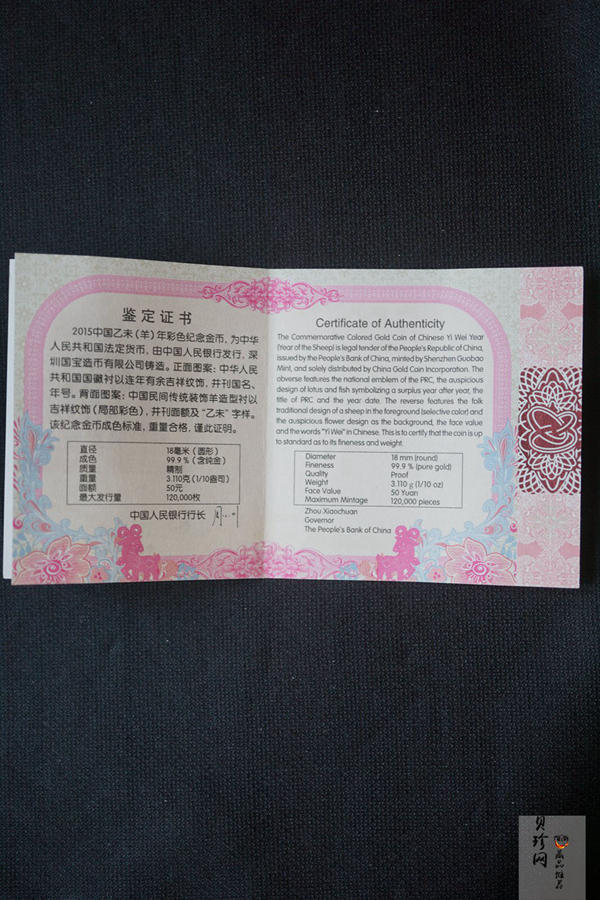 鉴定证书
2015中国乙未(羊)年彩色纪念金币，为中华
人民共和国法定货币，由中国人民银行发行，深
圳国宝造币有限公司铸造。正面图案：中华人民
共和国国徽衬以连年有余吉祥纹饰，并刊国名、
年号。背面图案：中国民间传统装饰羊造型衬以
吉祥纹饰(局部彩色)，并刊面额及“乙未”字样。
该纪念金币成色标准，重量合格，谨此证明。
直径 18毫米(圆形)
成色 99.9%(含纯金)
质量 精制
重量 3.110克(1/10盎司)
面额 50元
最大发行量 120,000枚
中国人民银行行长
Certificate of Authenticity
The Commemorative Colored Gold Coin of Chinese Yi Wei Year
(Year of the Sheep) is legal tender of the People's Republic of China,
issued by the People's Bank of China, minted by Shenzhen Guobao
Mint, and solely distributed by China Gold Coin Incorporation. The
obverse features the national emblem of the PRC, the auspicious
design of lotus and fish symbolizing a surplus year after year, the
title of PRC and the year date. The reverse features the folk
traditional design of a sheep in the foreground (selective color) and
the auspicious flower design as the background, the face value
and the words "Yi Wei" in Chinese. This is to certify that the coin is up
to standard as to its fineness and weight.
Diameter 18 mm (round)
Fineness 99.9 % (pure gold)
Quality Proof
Weight 3.110 g (1/10 oz)
Face Value 50 Yuan
Maximum Mintage 120,000 pieces
Zhou Xiaochuan
Governor
The People's Bank of China
贝珍网
藏品推荐